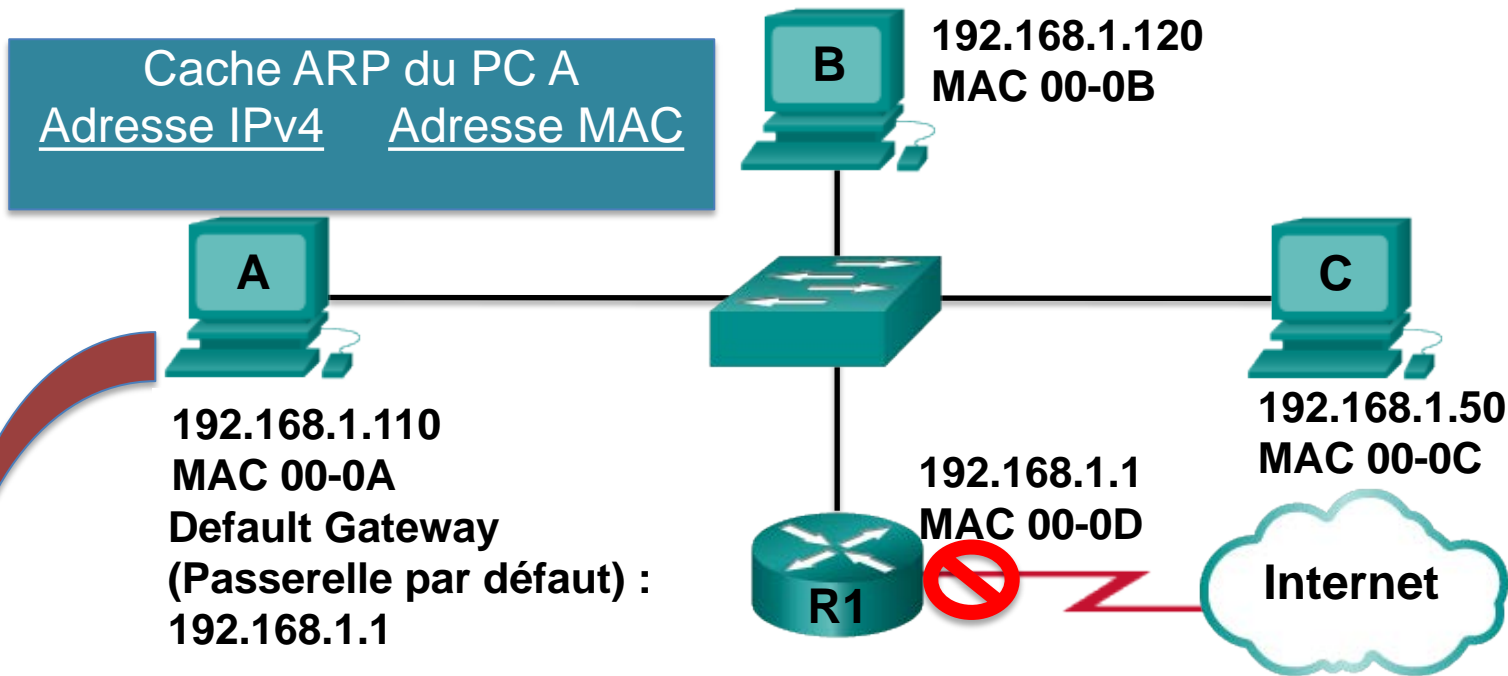 Cache ARP du PC A
Adresse IPv4 Adresse MAC
B
192.168.1.120
MAC 00-0B
A
C
192.168.1.110
MAC 00-0A
Default Gateway
(Passerelle par défaut) :
192.168.1.1
192.168.1.50
MAC 00-0C
192.168.1.1
MAC 00-0D
R1
Internet